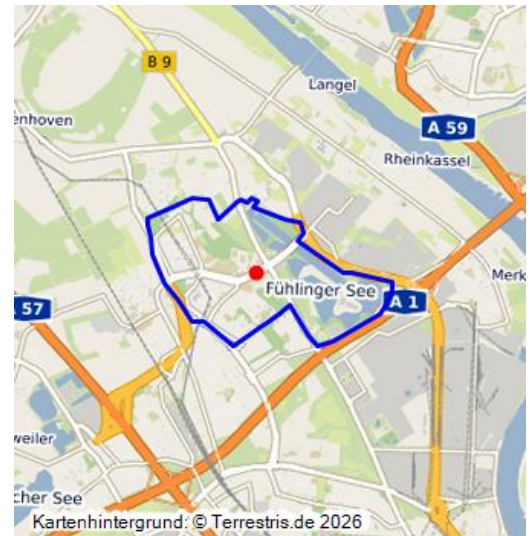 B 9
Langel
enhoven
A 59
Rheinkassel
Fühlinger See
Merk
A 1
57
weiler
cher See
Kartenhintergrund: © Terrestris.de 2026